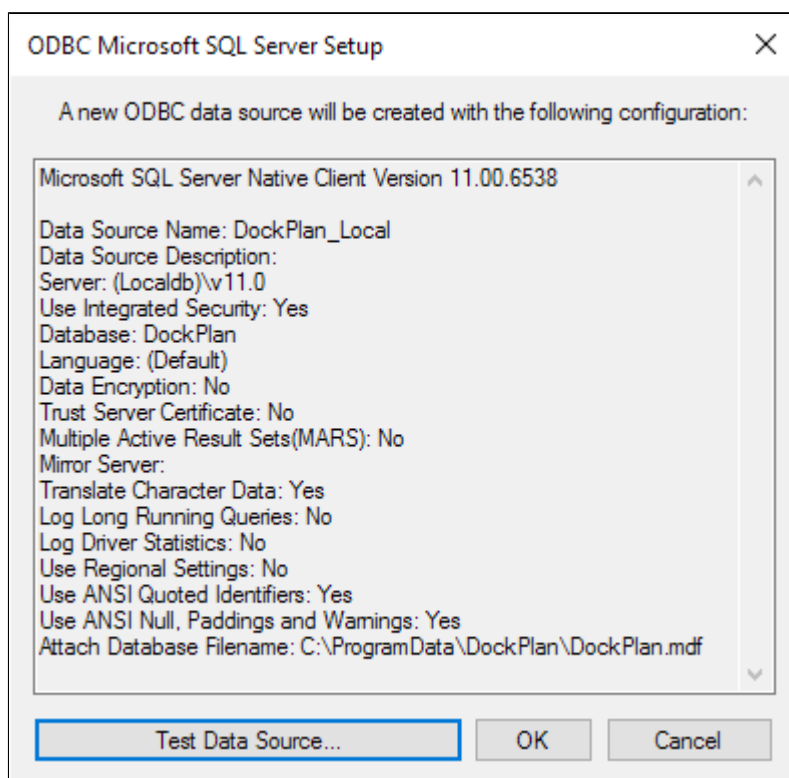 ODBC Microsoft SQL Server Setup
A new ODBC data source will be created with the following configuration:
Microsoft SQL Server Native Client Version 11.00.6538
Data Source Name: DockPlan_Local
Data Source Description:
Server: (Localdb)\v11.0
Use Integrated Security: Yes
Database: DockPlan
Language: (Default)
Data Encryption: No
Trust Server Certificate: No
Multiple Active Result Sets(MARS): No
Mirror Server:
Translate Character Data: Yes
Log Long Running Queries: No
Log Driver Statistics: No
Use Regional Settings: No
Use ANSI Quoted Identifiers: Yes
Use ANSI Null, Paddings and Warnings: Yes
Attach Database Filename: C:\ProgramData\DockPlan\DockPlan.mdf
Test Data Source... OK Cancel